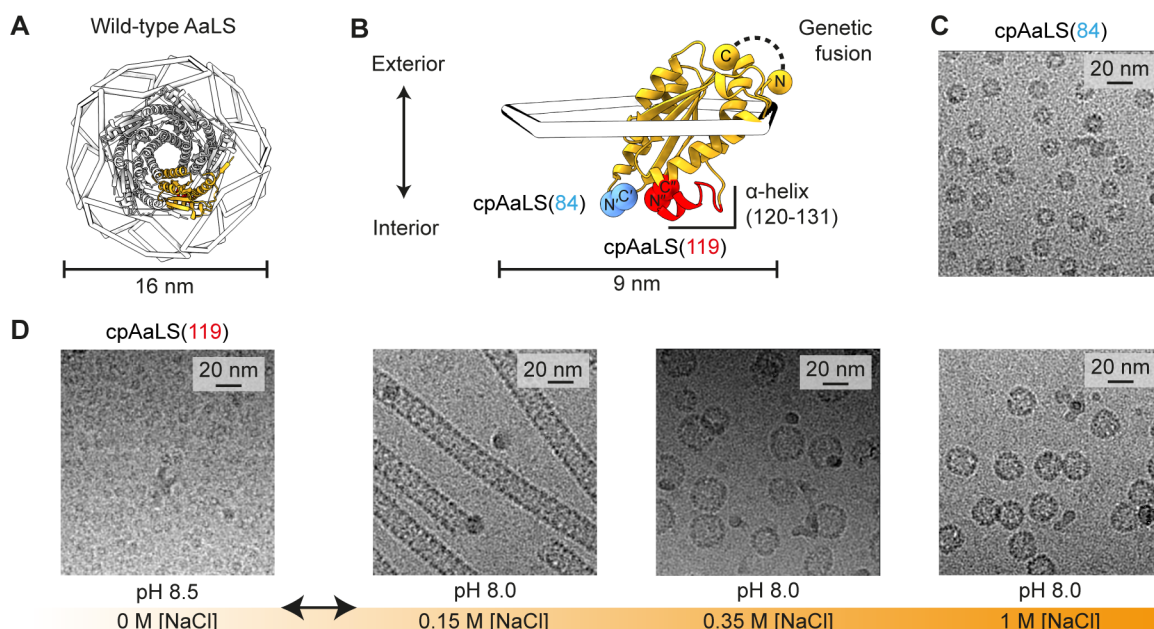 A
Wild-type AaLS
16 nm
B
Exterior
Interior
Genetic
fusion
C
N
N'
C'
N'
C'
cpAaLS(84)
cpAaLS(119)
α-helix
(120-131)
9 nm
C
cpAaLS(84)
20 nm
D
cpAaLS(119)
20 nm
20 nm
20 nm
20 nm
pH 8.5
pH 8.0
pH 8.0
pH 8.0
0 M [NaCl]
0.15 M [NaCl]
0.35 M [NaCl]
1 M [NaCl]